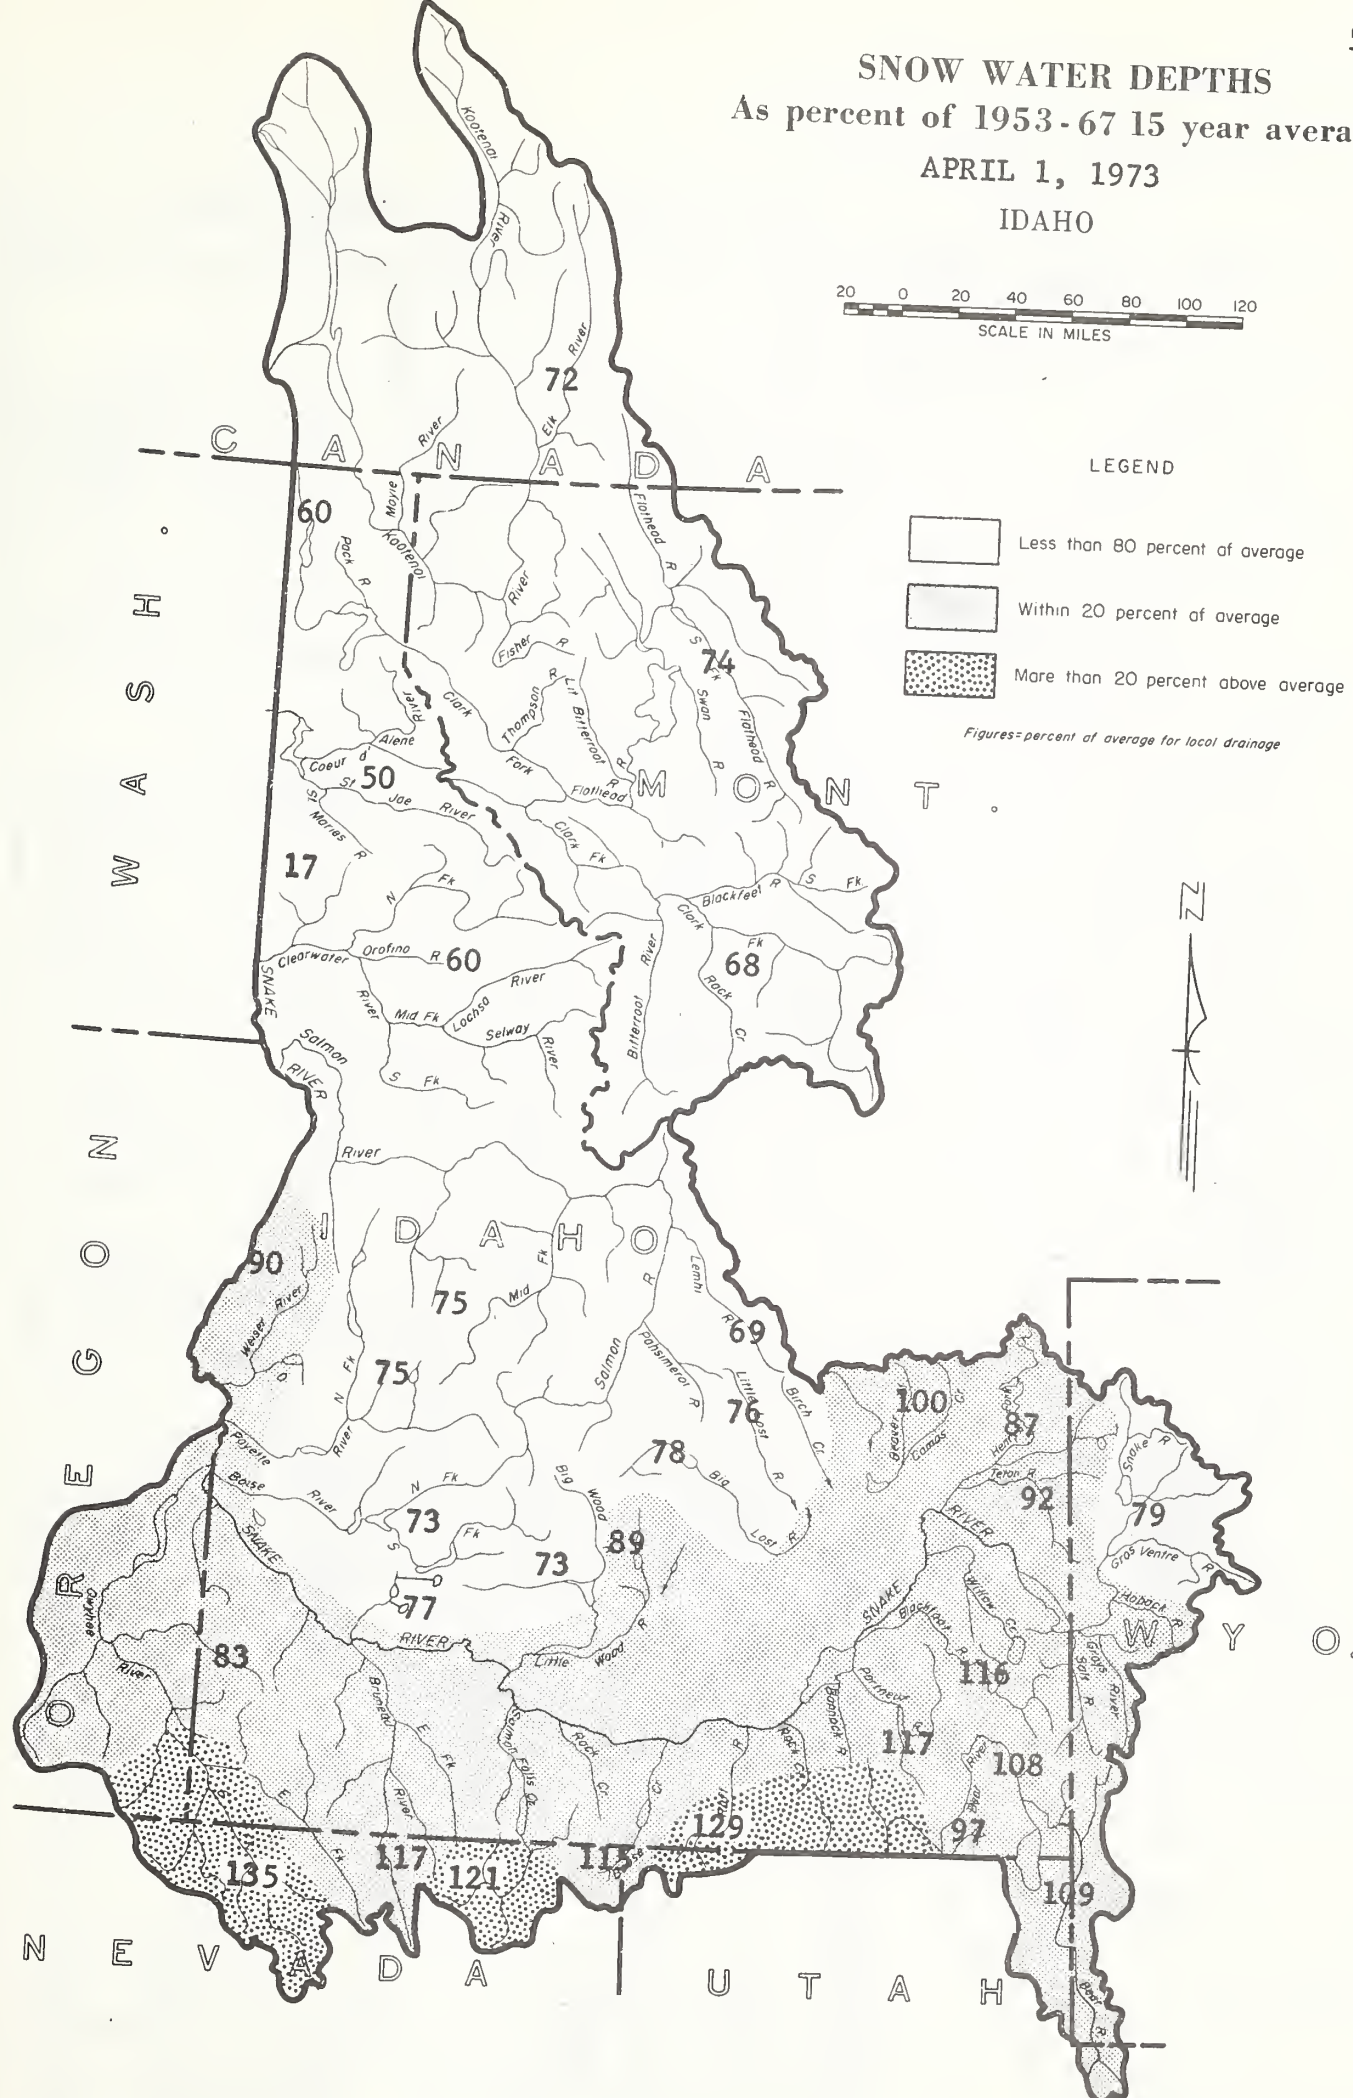 SNOW WATER DEPTHS
As percent of 1953-67 15 year avera
APRIL 1, 1973
IDAHO
20 0 20 40 60 80 100 120
SCALE IN MILES
LEGEND
Less than 80 percent of average
Within 20 percent of average
More than 20 percent above average
Figures=percent of average for local drainage
N
CANADA
WASH.
OREGON
MONT.
IDAHO
WYO.
NEVADA
UTAH
Kootenai
River
72
Elk River
Moyie River
60
Pack R
Kootenai
Flathead R
River
Fisher R
S Fk Flathead R
74
Swan R
Lit Bitterroot R
Thompson R
Clark Fork
Flathead R
Coeur d' Alene River
50
St Joe River
St Maries R
17
N Fk
Clark Fk
Blackfeet R
S Fk
Clark Fk
68
Rock Cr
Bitterroot River
Clearwater
Orofino R
60
River
Mid Fk
Lochsa River
Selway River
S Fk
SNAKE
RIVER
Salmon
River
90
Weiser River
75
Mid Fk
75
N Fk
Lemhi R
69
R
Salmon
Pahsimeroi R
Little Lost R
76
Birch Cr
78
Big Lost R
Payette
River
Boise River
N Fk
73
S Fk
73
Big Wood
89
77
SNAKE
RIVER
Little Wood R
Owyhee
River
83
Bruneau
River
E Fk
Salmon Falls Cr
Rock Cr
Goose Cr
Raft R
Rock Cr
Bannock R
Portneuf R
117
SNAKE
RIVER
Blackfoot R
Willow Cr
116
Beaver
Camas Cr
100
Henrys Fork
87
Teton R
92
Snake R
79
Gros Ventre R
Hoback R
Greys River
Salt R
Bear River
108
97
109
Bear R
129
115
121
117
135
E Fk